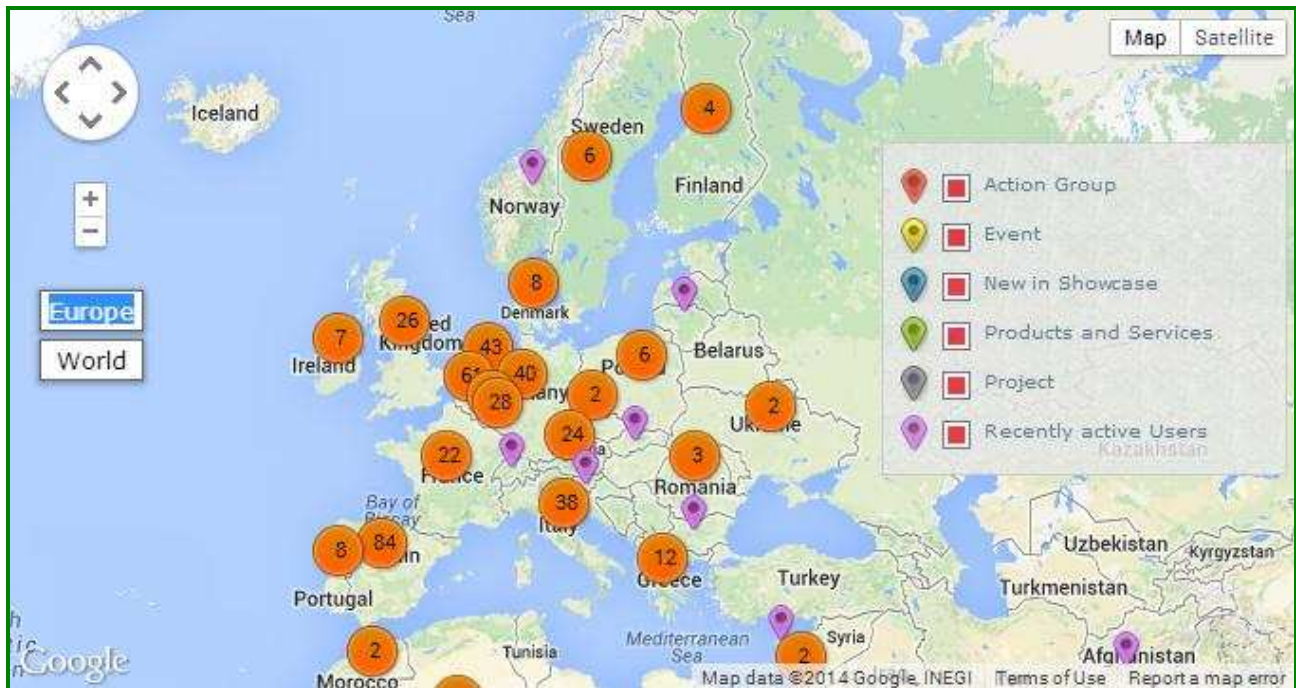 Sea
Map Satellite
Iceland
4
Sweden
6
Finland
Norway
Action Group
Event
New in Showcase
Products and Services
Project
Recently active Users
Kazakhstan
+
−
Europe
World
8
Denmark
26
7
Kingdom
Ireland
43
40
6
Belarus
2
28
2
24
22
3
Romania
38
Bay of
84
8
12
Portugal
Turkey
Uzbekistan
Kyrgyzstan
Turkmenistan
Mediterranean
Sea
Syria
2
Tunisia
2
Morocco
Google
Map data ©2014 Google, INEGI Terms of Use Report a map error